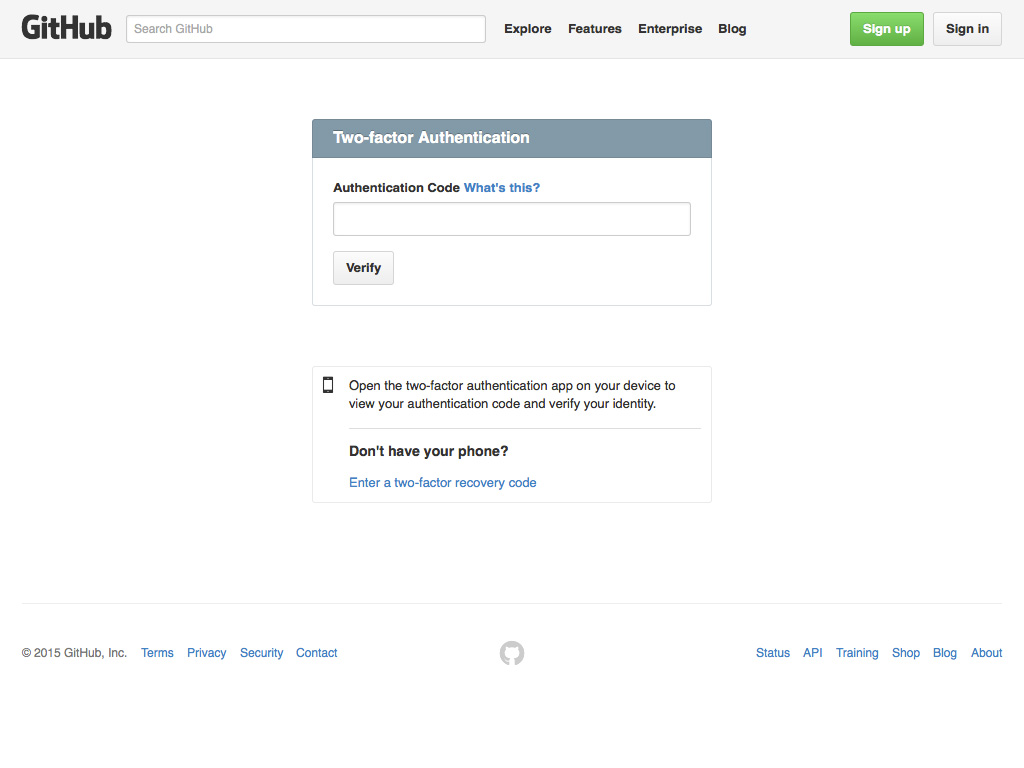 GitHub Search GitHub Explore Features Enterprise Blog Sign up Sign in
Two-factor Authentication
Authentication Code What's this?
Verify
Open the two-factor authentication app on your device to
view your authentication code and verify your identity.
Don't have your phone?
Enter a two-factor recovery code
© 2015 GitHub, Inc. Terms Privacy Security Contact Status API Training Shop Blog About